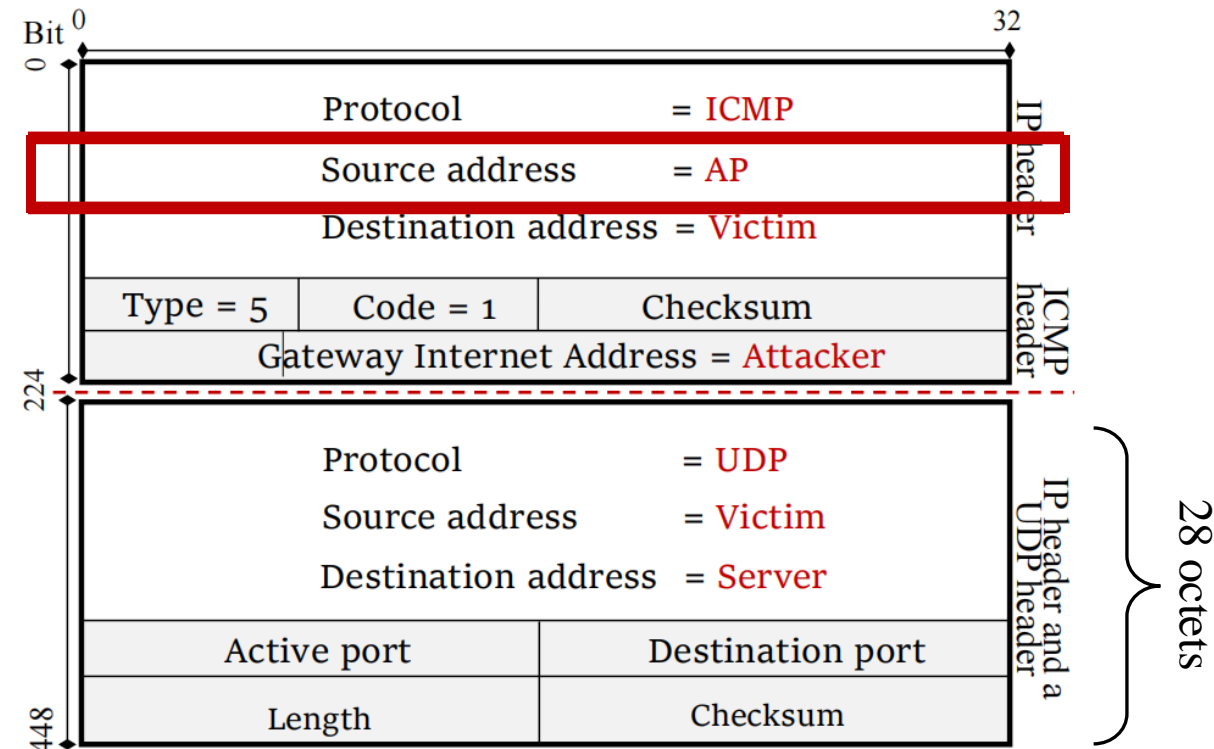 Bit 0 32
0
Protocol = ICMP
Source address = AP
Destination address = Victim
IP header
Type = 5 Code = 1 Checksum
Gateway Internet Address = Attacker
ICMP
header
224
Protocol = UDP
Source address = Victim
Destination address = Server
IP header and a
UDP header
28 octets
Active port Destination port
Length Checksum
448